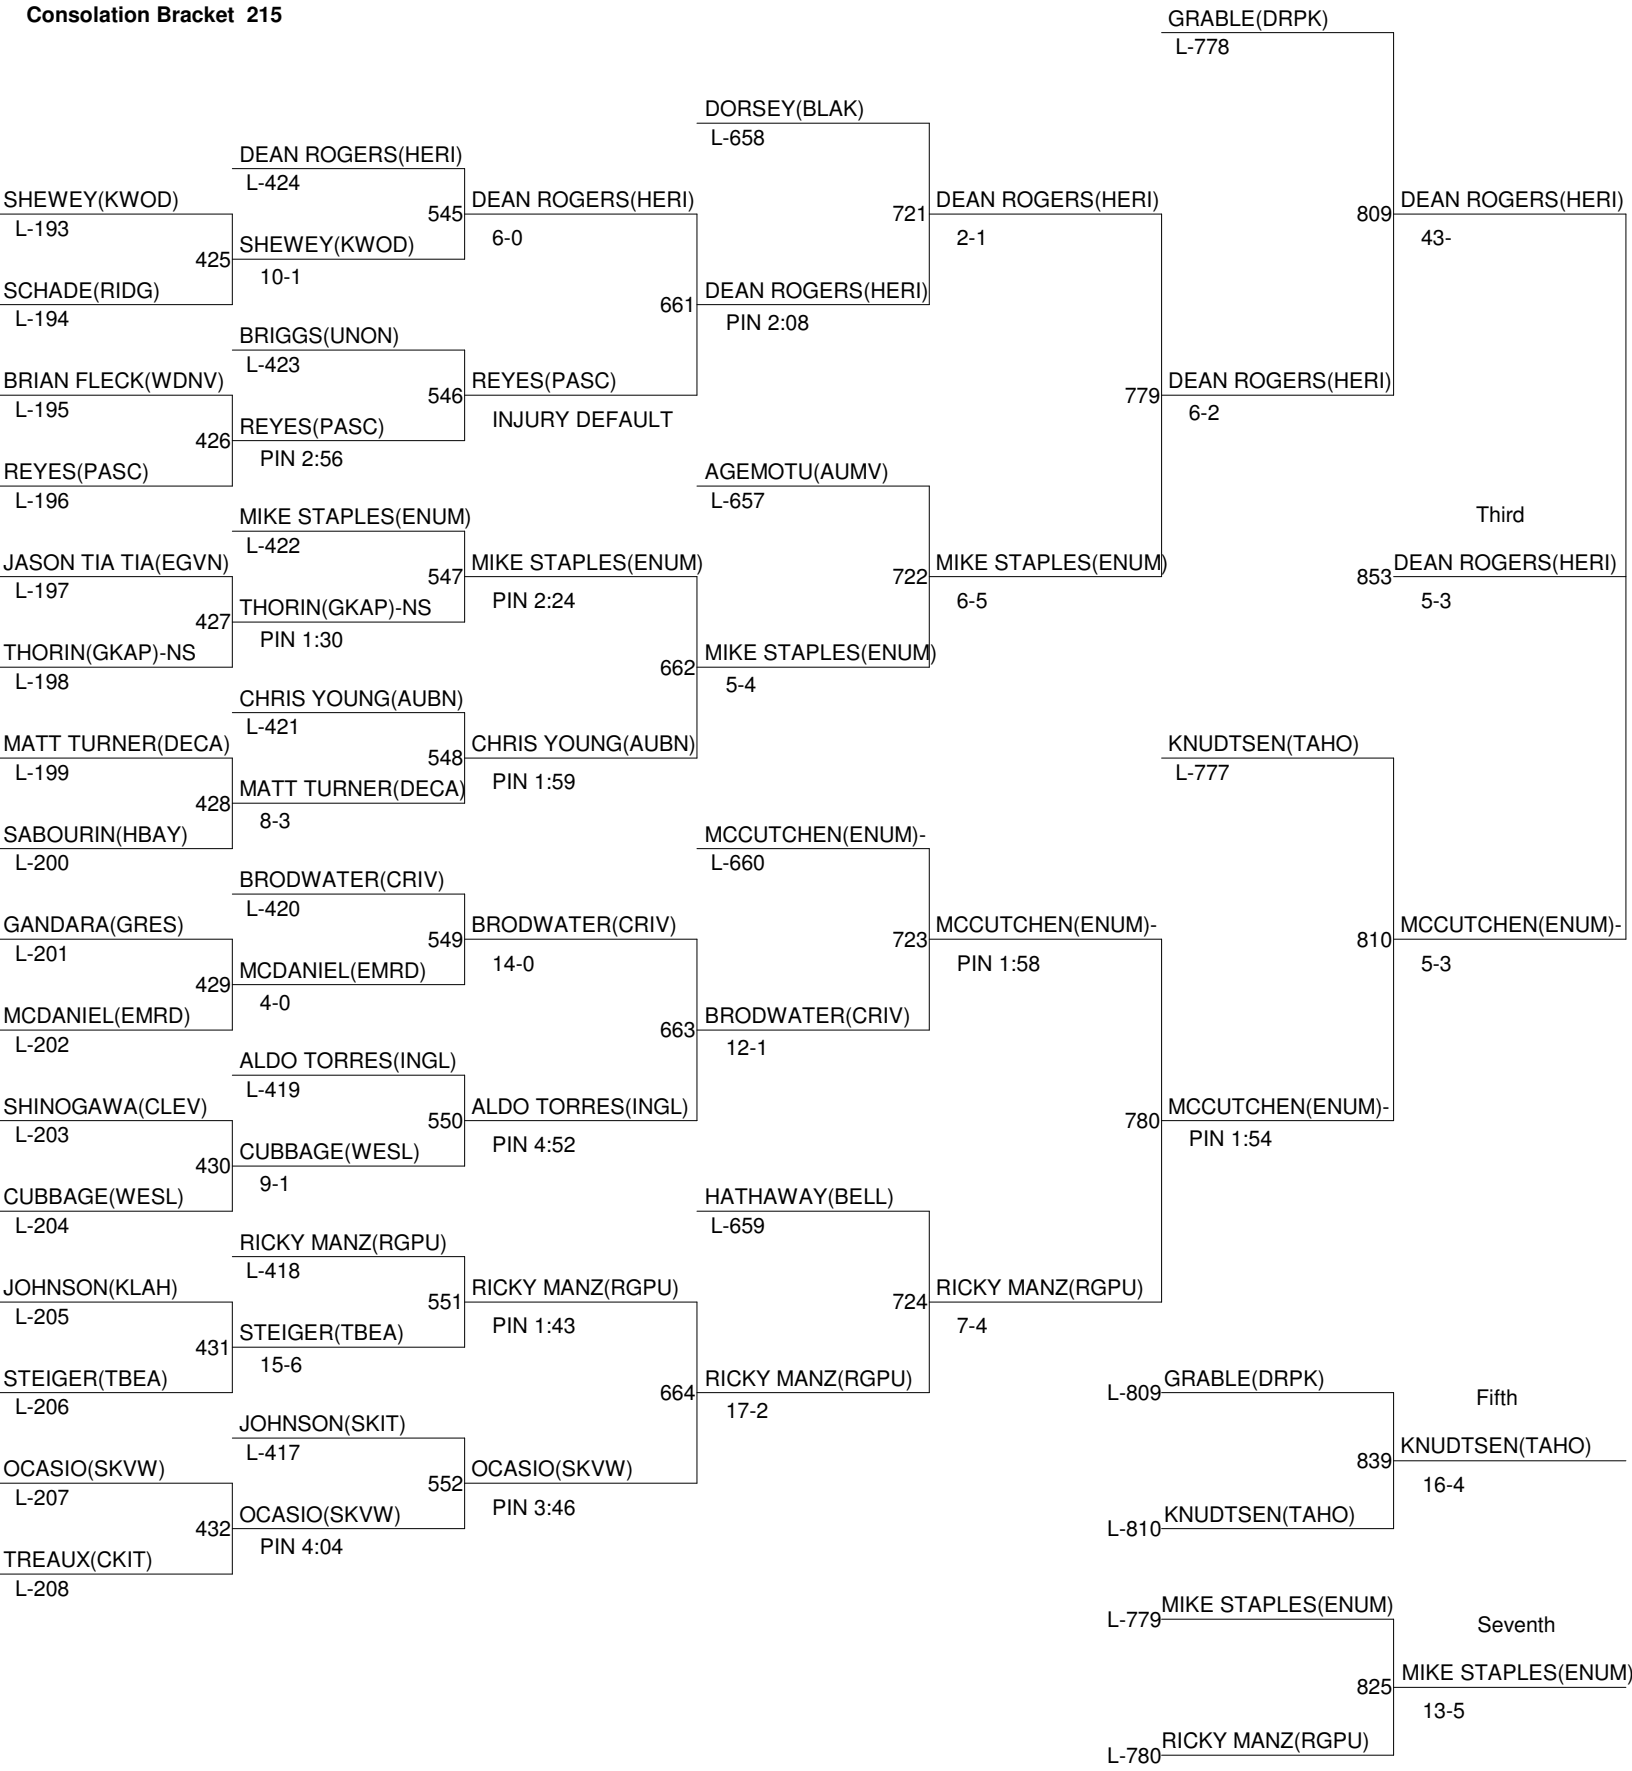 Consolation Bracket 215
GRABLE(DRPK)
L-778
DORSEY(BLAK)
L-658
DEAN ROGERS(HERI)
L-424
SHEWEY(KWOD)
L-193
545
DEAN ROGERS(HERI)
6-0
721
DEAN ROGERS(HERI)
2-1
809
DEAN ROGERS(HERI)
43-
425
SHEWEY(KWOD)
10-1
SCHADE(RIDG)
L-194
661
DEAN ROGERS(HERI)
PIN 2:08
BRIGGS(UNON)
L-423
BRIAN FLECK(WDNV)
L-195
546
REYES(PASC)
INJURY DEFAULT
779
DEAN ROGERS(HERI)
6-2
426
REYES(PASC)
PIN 2:56
REYES(PASC)
L-196
AGEMOTU(AUMV)
L-657
MIKE STAPLES(ENUM)
L-422
Third
JASON TIA TIA(EGVN)
L-197
547
MIKE STAPLES(ENUM)
PIN 2:24
722
MIKE STAPLES(ENUM)
6-5
853
DEAN ROGERS(HERI)
5-3
427
THORIN(GKAP)-NS
PIN 1:30
THORIN(GKAP)-NS
L-198
662
MIKE STAPLES(ENUM)
5-4
CHRIS YOUNG(AUBN)
L-421
MATT TURNER(DECA)
L-199
548
CHRIS YOUNG(AUBN)
PIN 1:59
KNUDTSEN(TAHO)
L-777
428
MATT TURNER(DECA)
8-3
SABOURIN(HBAY)
L-200
MCCUTCHEN(ENUM)-
L-660
BRODWATER(CRIV)
L-420
GANDARA(GRES)
L-201
549
BRODWATER(CRIV)
14-0
723
MCCUTCHEN(ENUM)-
PIN 1:58
810
MCCUTCHEN(ENUM)-
5-3
429
MCDANIEL(EMRD)
4-0
MCDANIEL(EMRD)
L-202
663
BRODWATER(CRIV)
12-1
ALDO TORRES(INGL)
L-419
SHINOGAWA(CLEV)
L-203
550
ALDO TORRES(INGL)
PIN 4:52
780
MCCUTCHEN(ENUM)-
PIN 1:54
430
CUBBAGE(WESL)
9-1
CUBBAGE(WESL)
L-204
HATHAWAY(BELL)
L-659
RICKY MANZ(RGPU)
L-418
JOHNSON(KLAH)
L-205
551
RICKY MANZ(RGPU)
PIN 1:43
724
RICKY MANZ(RGPU)
7-4
431
STEIGER(TBEA)
15-6
STEIGER(TBEA)
L-206
664
RICKY MANZ(RGPU)
17-2
L-809
GRABLE(DRPK)
Fifth
JOHNSON(SKIT)
L-417
839
KNUDTSEN(TAHO)
16-4
OCASIO(SKVW)
L-207
552
OCASIO(SKVW)
PIN 3:46
432
OCASIO(SKVW)
PIN 4:04
L-810
KNUDTSEN(TAHO)
TREAUX(CKIT)
L-208
L-779
MIKE STAPLES(ENUM)
Seventh
825
MIKE STAPLES(ENUM)
13-5
L-780
RICKY MANZ(RGPU)